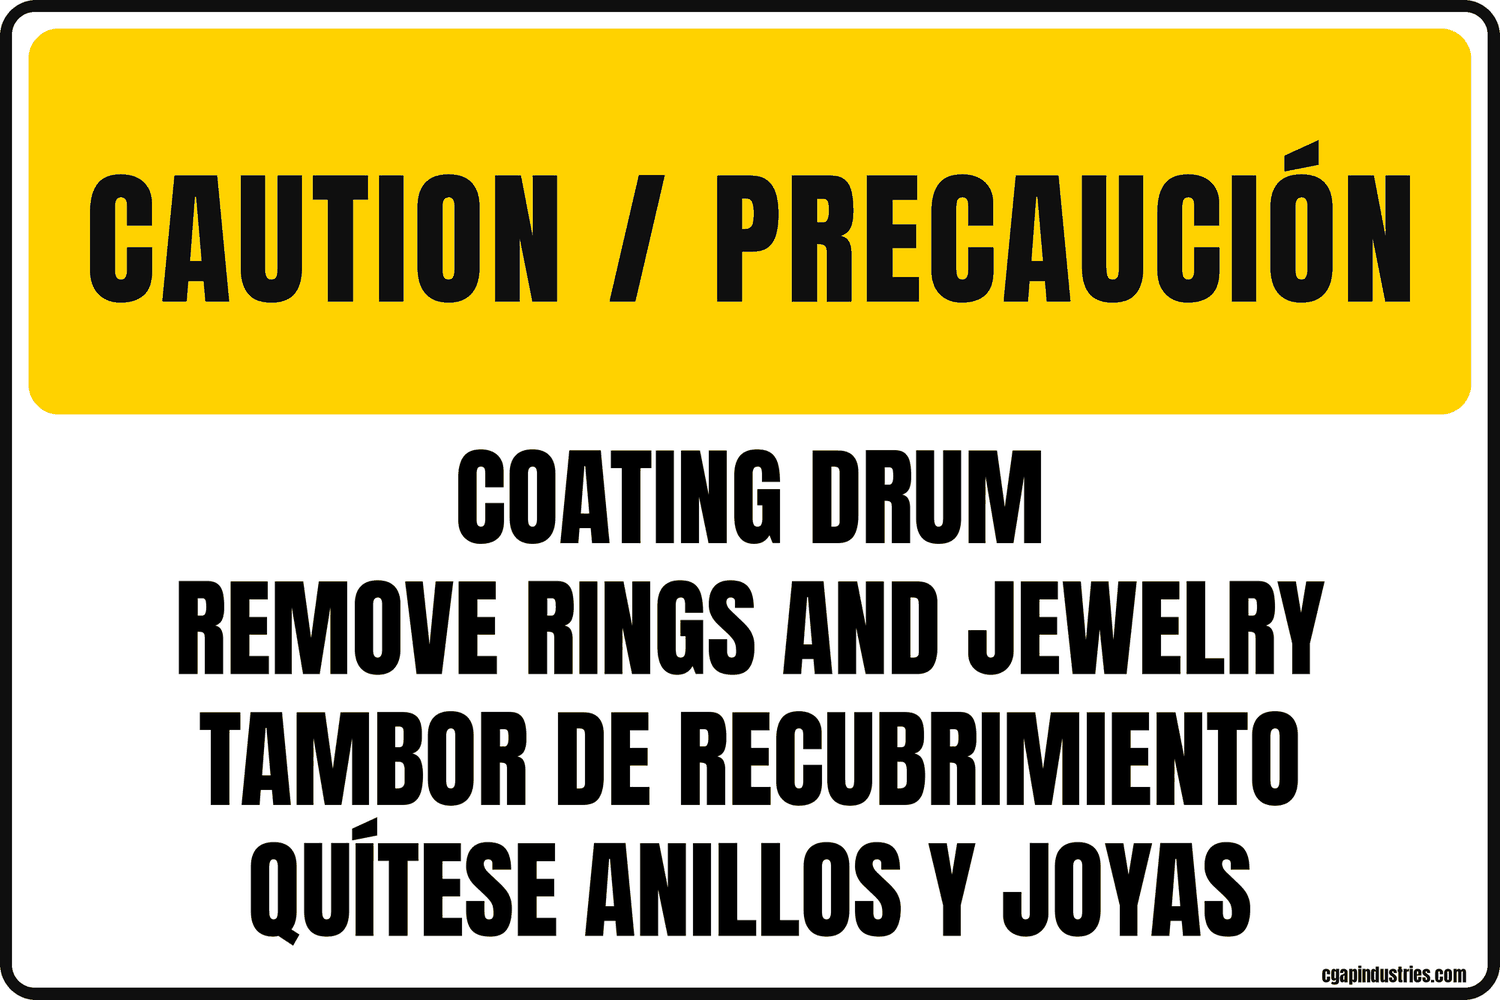 CAUTION / PRECAUCIÓN
COATING DRUM
REMOVE RINGS AND JEWELRY
TAMBOR DE RECUBRIMIENTO
QUÍTESE ANILLOS Y JOYAS
cgapindustries.com